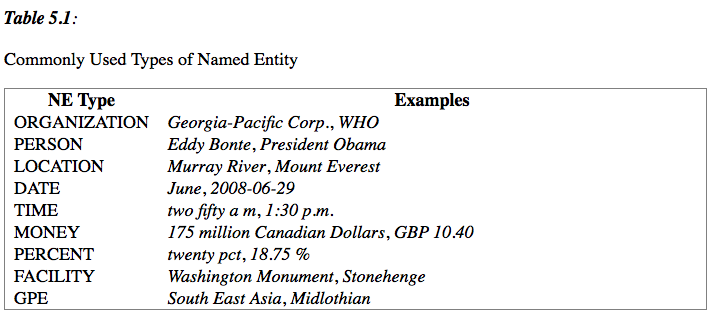 Table 5.1:
Commonly Used Types of Named Entity
NE Type Examples
ORGANIZATION Georgia-Pacific Corp., WHO
PERSON Eddy Bonte, President Obama
LOCATION Murray River, Mount Everest
DATE June, 2008-06-29
TIME two fifty a m, 1:30 p.m.
MONEY 175 million Canadian Dollars, GBP 10.40
PERCENT twenty pct, 18.75 %
FACILITY Washington Monument, Stonehenge
GPE South East Asia, Midlothian